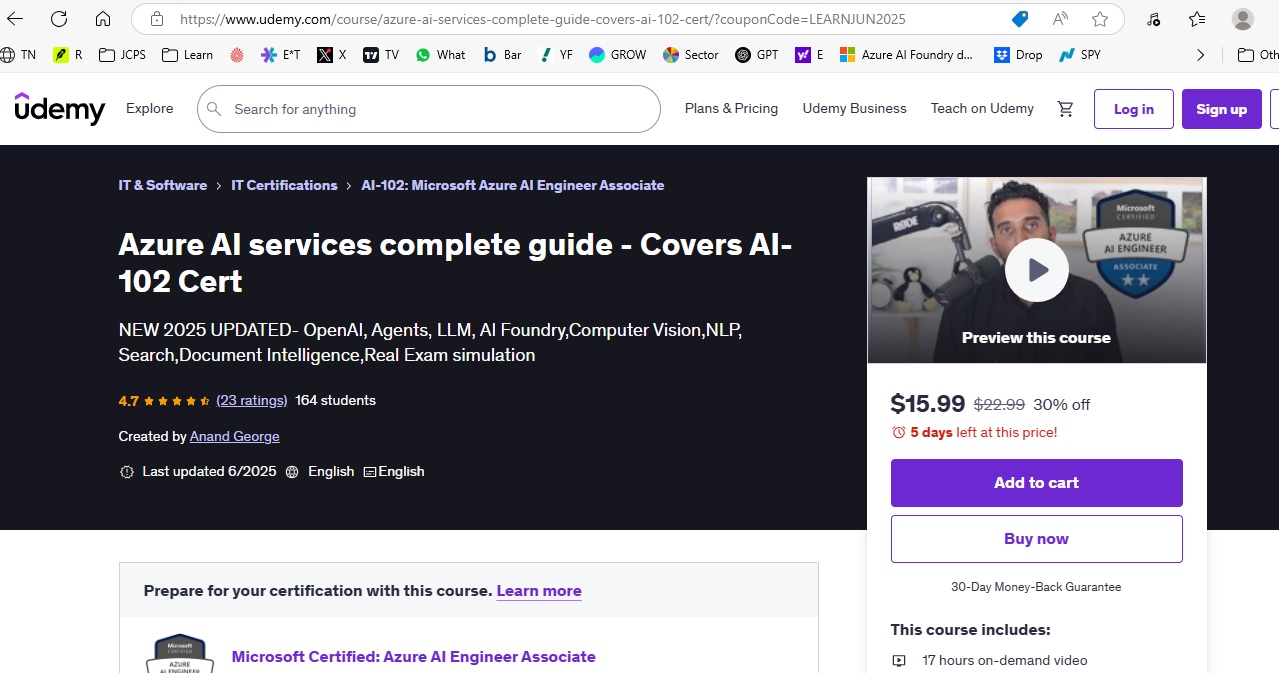 https://www.udemy.com/course/azure-ai-services-complete-guide-covers-ai-102-cert/?couponCode=LEARNJUN2025
TN R JCPS Learn E*T X TV What Bar YF GROW Sector GPT E Azure AI Foundry d... Drop SPY Oth
udemy Explore Search for anything Plans & Pricing Udemy Business Teach on Udemy Log in Sign up
IT & Software > IT Certifications > AI-102: Microsoft Azure AI Engineer Associate
Azure AI services complete guide - Covers AI-
102 Cert
NEW 2025 UPDATED- OpenAI, Agents, LLM, AI Foundry,Computer Vision,NLP,
Search,Document Intelligence,Real Exam simulation
4.7 (23 ratings) 164 students
Created by Anand George
Last updated 6/2025 English English
RØDE
Microsoft
CERTIFIED
AZURE
AI ENGINEER
ASSOCIATE
Preview this course
$15.99 $22.99 30% off
5 days left at this price!
Add to cart
Buy now
30-Day Money-Back Guarantee
This course includes:
17 hours on-demand video
Prepare for your certification with this course. Learn more
Microsoft
CERTIFIED
AZURE
AI ENGINEER
Microsoft Certified: Azure AI Engineer Associate